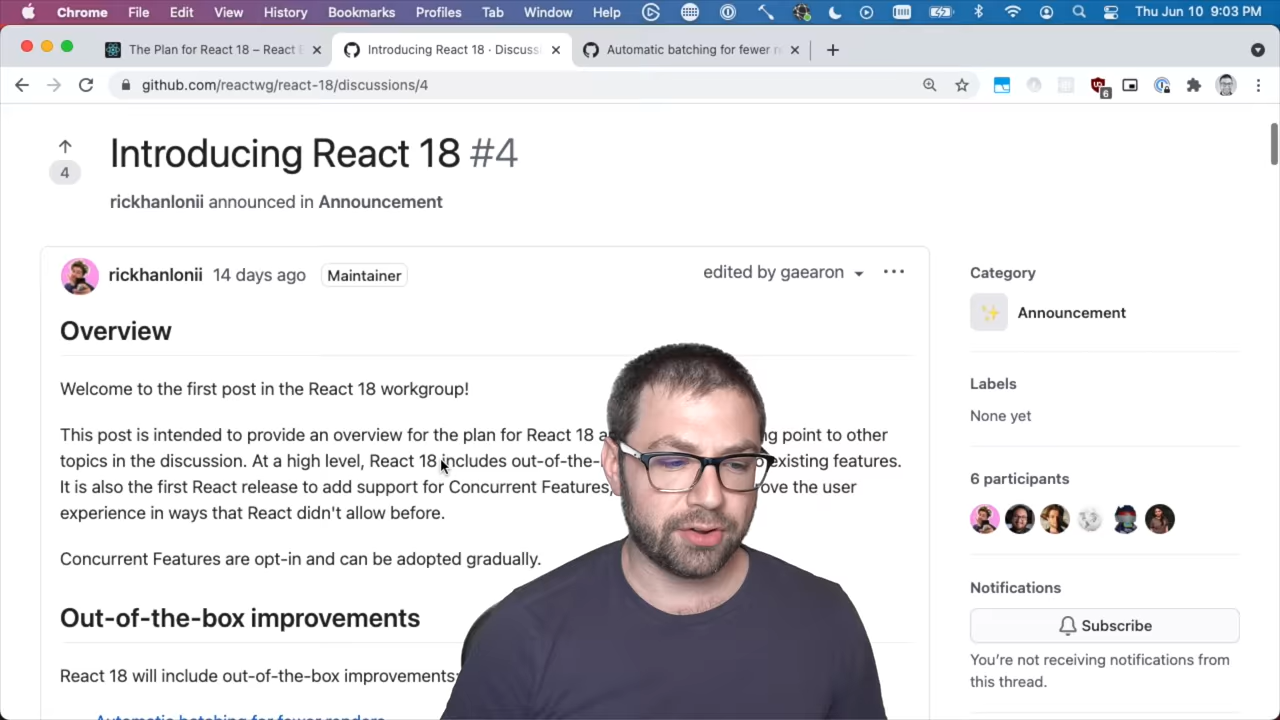 Chrome File Edit View History Bookmarks Profiles Tab Window Help Thu Jun 10 9:03 PM
The Plan for React 18 – React Introducing React 18 · Discuss Automatic batching for fewer
github.com/reactwg/react-18/discussions/4
6
Introducing React 18 #4
4
rickhanlonii announced in Announcement
rickhanlonii 14 days ago Maintainer edited by gaearon
Overview
Welcome to the first post in the React 18 workgroup!
This post is intended to provide an overview for the plan for React 18 point to other
topics in the discussion. At a high level, React 18 includes out-of-the- existing features.
It is also the first React release to add support for Concurrent Features, the user
experience in ways that React didn't allow before.
Concurrent Features are opt-in and can be adopted gradually.
Out-of-the-box improvements
React 18 will include out-of-the-box improvements:
Automatic batching for fewer renders
Category
Announcement
Labels
None yet
6 participants
Notifications
Subscribe
You're not receiving notifications from
this thread.